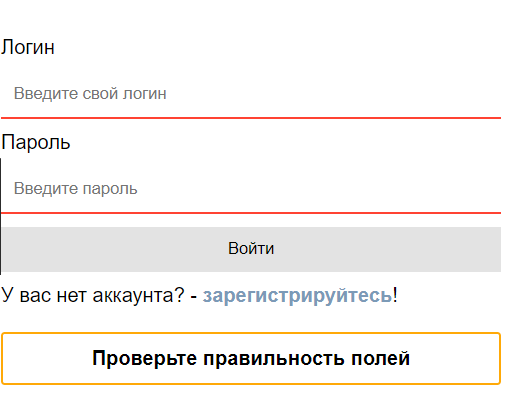 Логин
Введите свой логин
Пароль
Введите пароль
Войти
У вас нет аккаунта? - зарегистрируйтесь!
Проверьте правильность полей